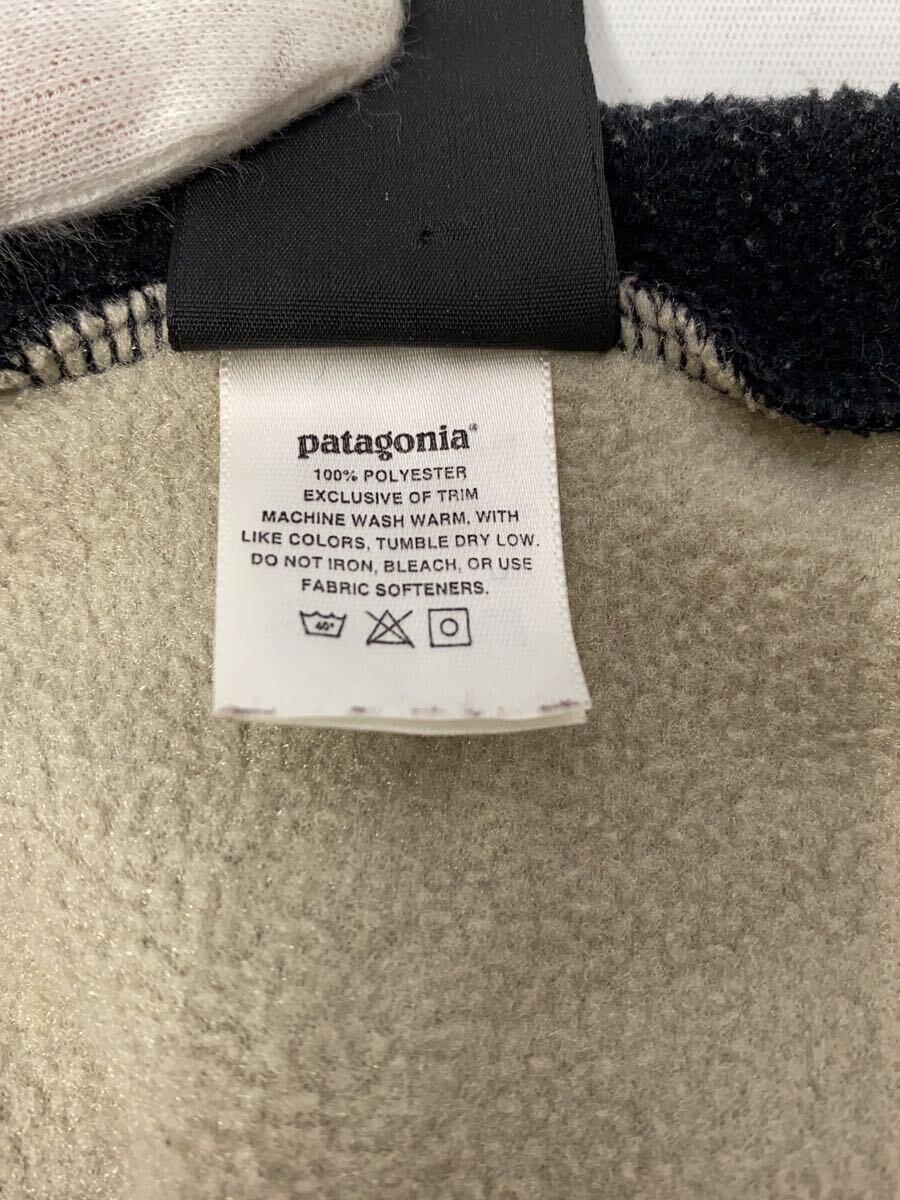 patagonia®
100% POLYESTER
EXCLUSIVE OF TRIM
MACHINE WASH WARM, WITH
LIKE COLORS, TUMBLE DRY LOW.
DO NOT IRON, BLEACH, OR USE
FABRIC SOFTENERS.
40°